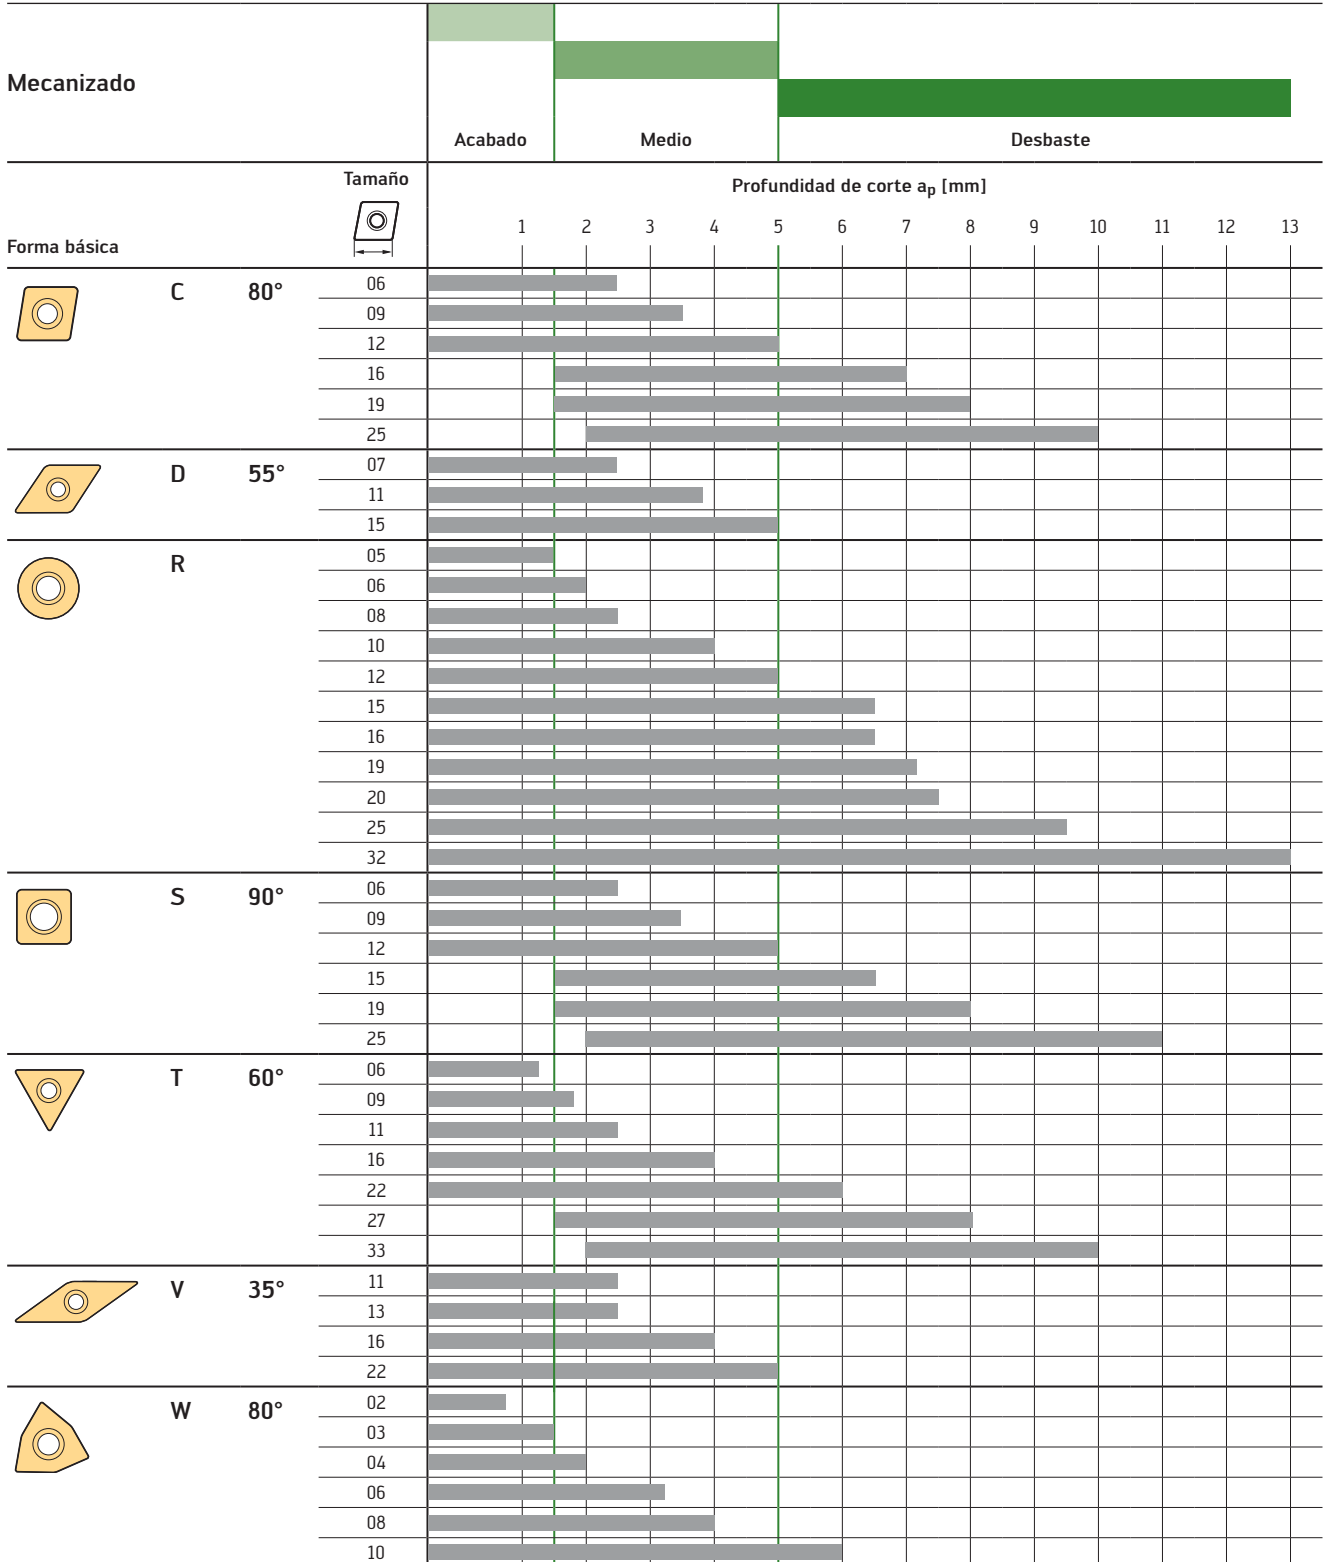 Mecanizado
Acabado Medio Desbaste
Tamaño
Profundidad de corte ap [mm]
1 2 3 4 5 6 7 8 9 10 11 12 13
Forma básica
C 80° 06
09
12
16
19
25
D 55° 07
11
15
R 05
06
08
10
12
15
16
19
20
25
32
S 90° 06
09
12
15
19
25
T 60° 06
09
11
16
22
27
33
V 35° 11
13
16
22
W 80° 02
03
04
06
08
10